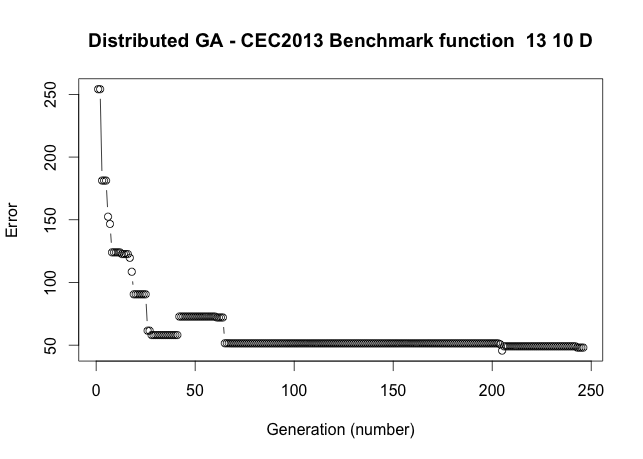 Distributed GA - CEC2013 Benchmark function 13 10 D
Error
250
200
150
100
50
0 50 100 150 200 250
Generation (number)